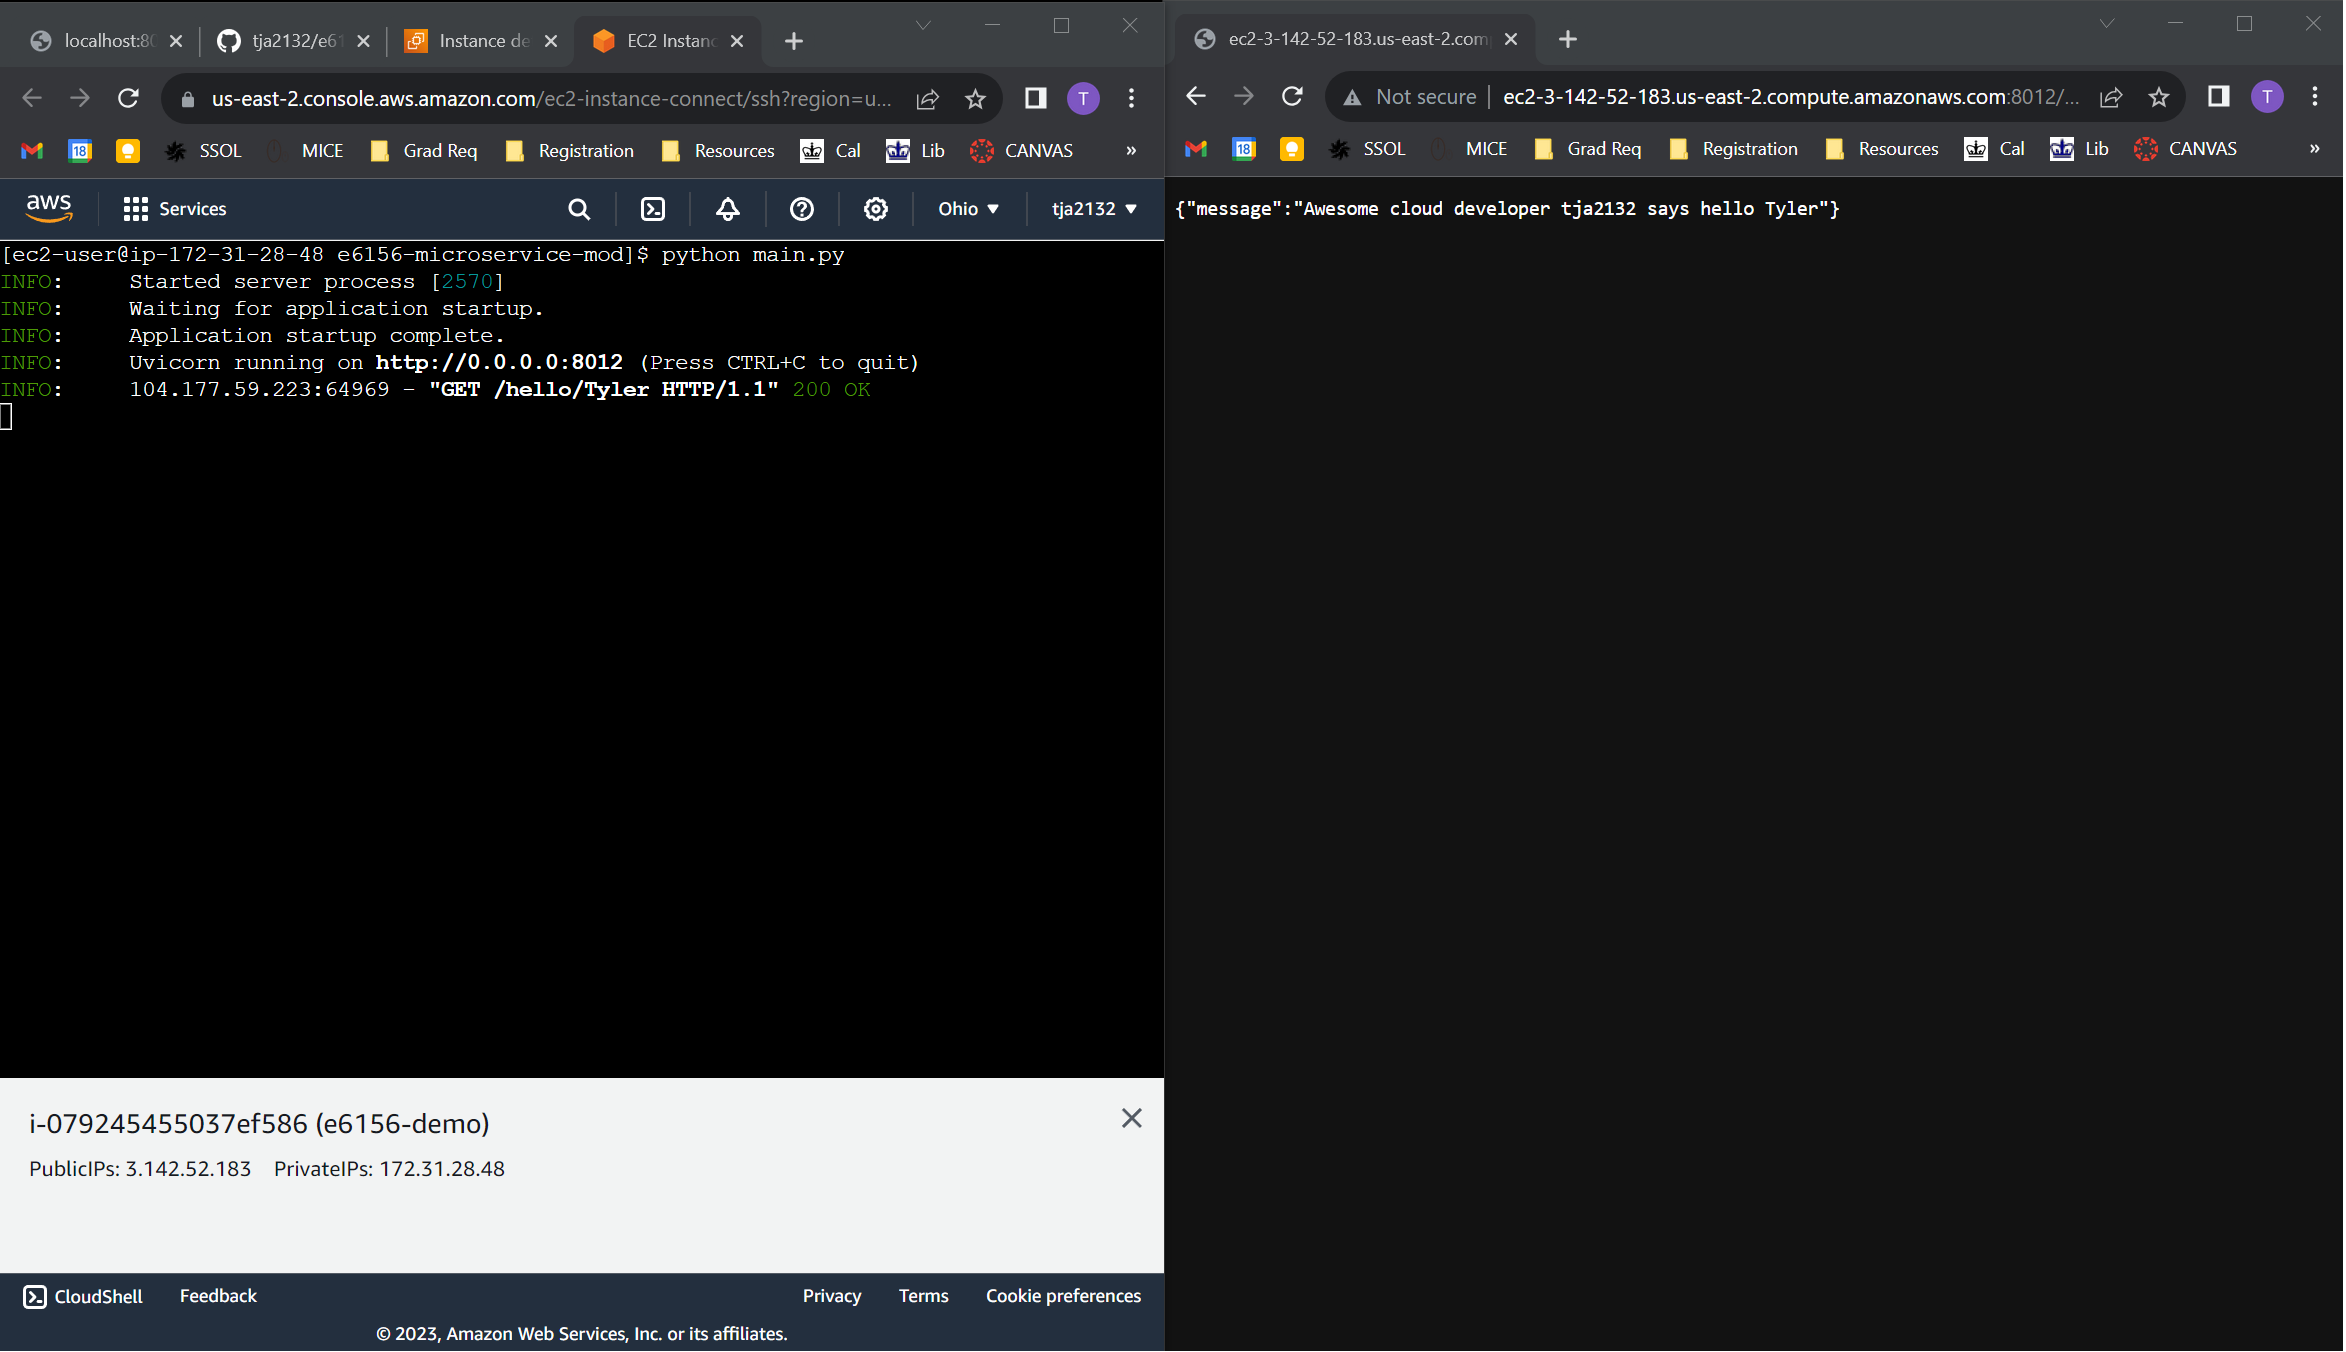 localhost:80
tja2132/e61
Instance de
EC2 Instanc
us-east-2.console.aws.amazon.com/ec2-instance-connect/ssh?region=u...
T
18
SSOL
MICE
Grad Req
Registration
Resources
Cal
Lib
CANVAS
»
aws
Services
Ohio
tja2132
[ec2-user@ip-172-31-28-48 e6156-microservice-mod]$ python main.py
INFO:     Started server process [2570]
INFO:     Waiting for application startup.
INFO:     Application startup complete.
INFO:     Uvicorn running on http://0.0.0.0:8012 (Press CTRL+C to quit)
INFO:     104.177.59.223:64969 - "GET /hello/Tyler HTTP/1.1" 200 OK
i-079245455037ef586 (e6156-demo)
PublicIPs: 3.142.52.183 PrivateIPs: 172.31.28.48
CloudShell
Feedback
Privacy
Terms
Cookie preferences
© 2023, Amazon Web Services, Inc. or its affiliates.
ec2-3-142-52-183.us-east-2.com
Not secure
ec2-3-142-52-183.us-east-2.compute.amazonaws.com:8012/...
T
18
SSOL
MICE
Grad Req
Registration
Resources
Cal
Lib
CANVAS
»
{"message":"Awesome cloud developer tja2132 says hello Tyler"}